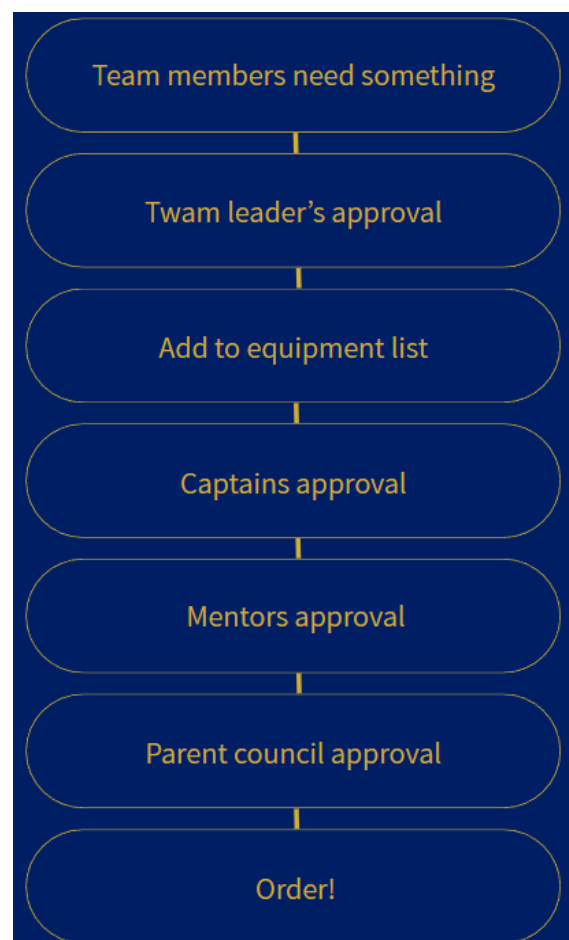 Team members need something
Twam leader’s approval
Add to equipment list
Captains approval
Mentors approval
Parent council approval
Order!